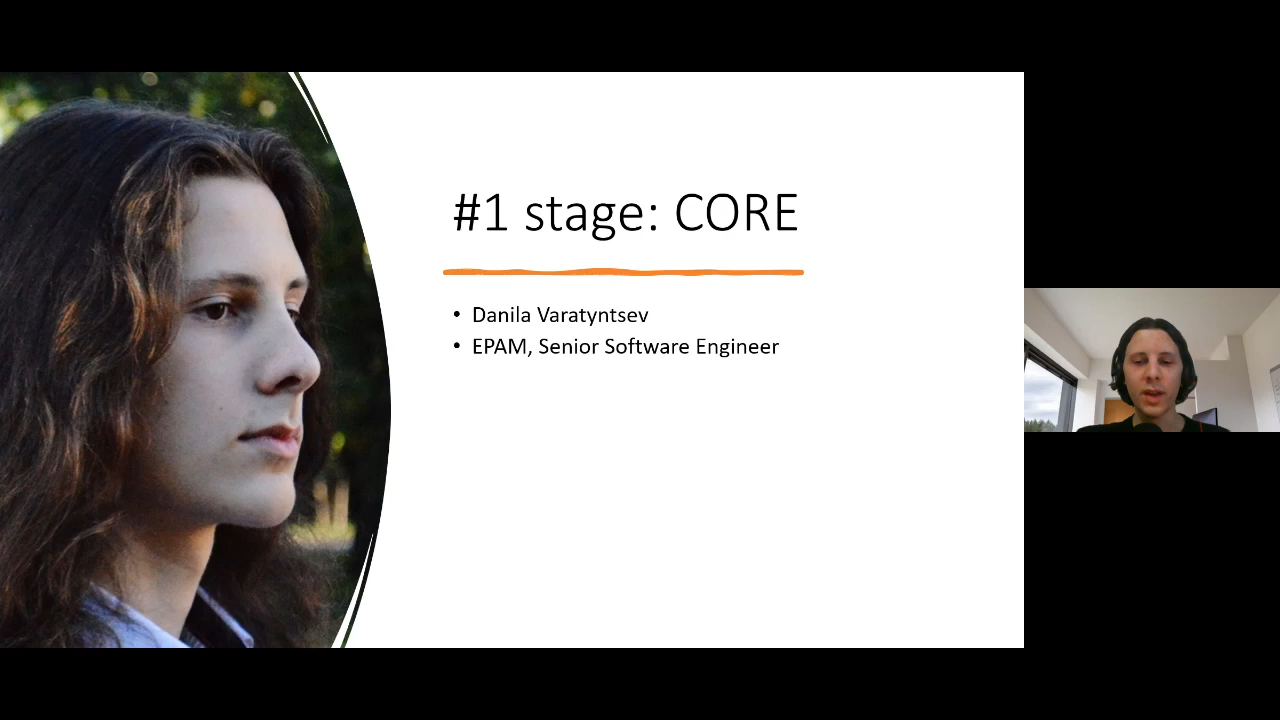 #1 stage: CORE
• Danila Varatyntsev
• EPAM, Senior Software Engineer